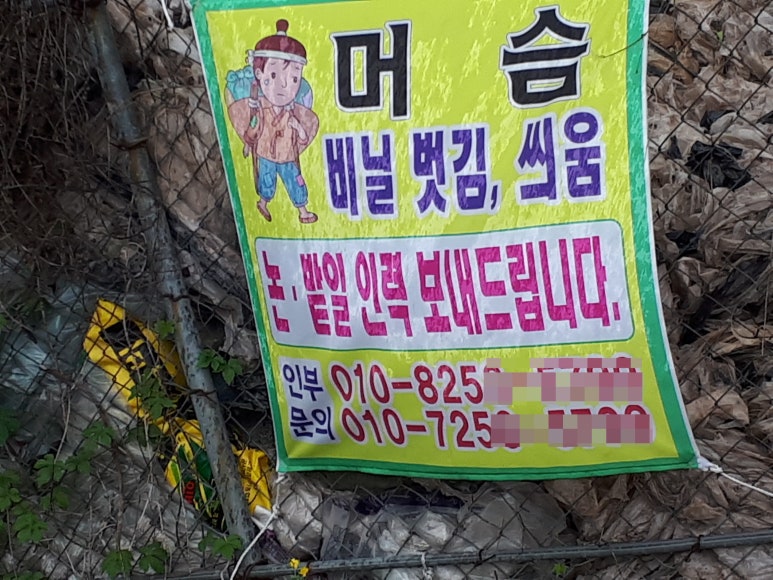 머슴
비닐 벗김, 씌움
논·밭일 인력 보내드립니다.
인부 010-825
문의 010-725